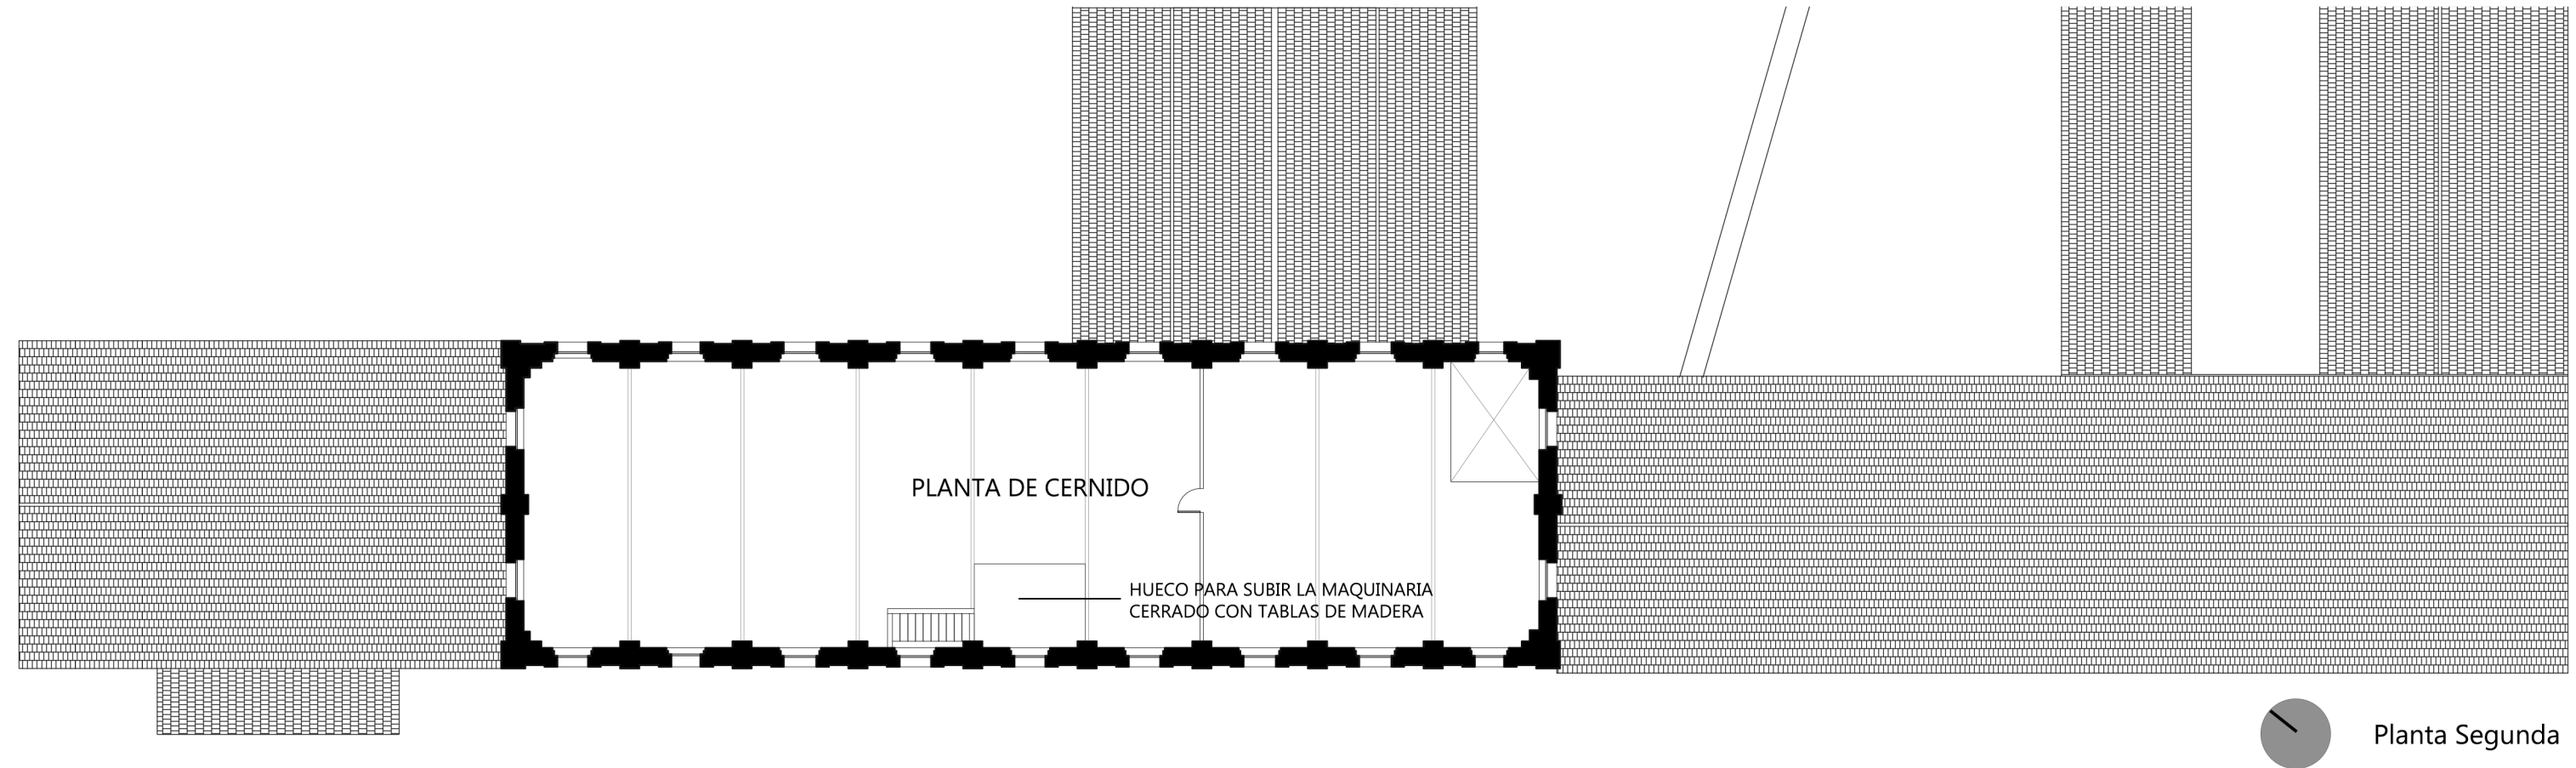 PLANTA DE CERNIDO
HUECO PARA SUBIR LA MAQUINARIA
CERRADO CON TABLAS DE MADERA
Planta Segunda